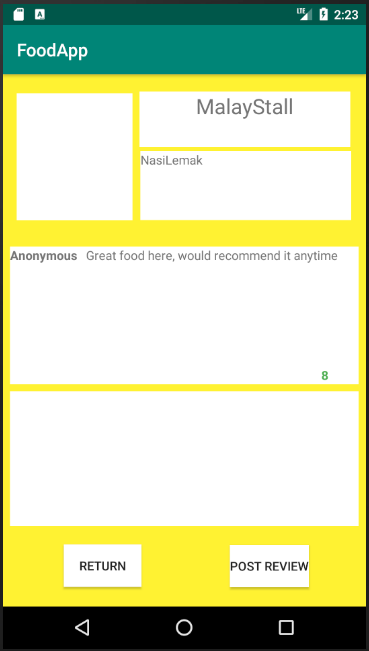 LTE 2:23
FoodApp
MalayStall
NasiLemak
Anonymous Great food here, would recommend it anytime
8
RETURN POST REVIEW